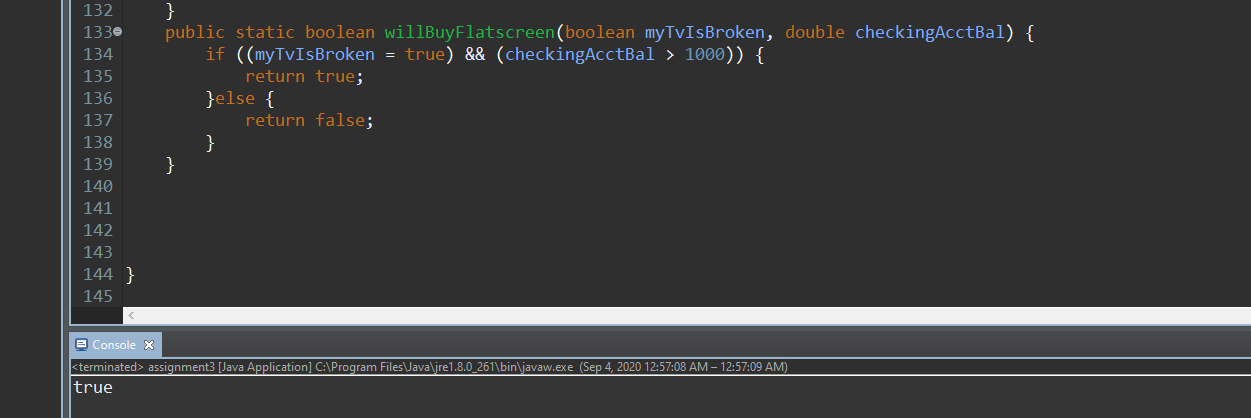 132 }
133 public static boolean willBuyFlatscreen(boolean myTvIsBroken, double checkingAcctBal) {
134 if ((myTvIsBroken = true) && (checkingAcctBal > 1000)) {
135 return true;
136 }else {
137 return false;
138 }
139 }
140
141
142
143
144 }
145
Console
<terminated> assignment3 [Java Application] C:\Program Files\Java\jre1.8.0_261\bin\javaw.exe (Sep 4, 2020 12:57:08 AM – 12:57:09 AM)
true